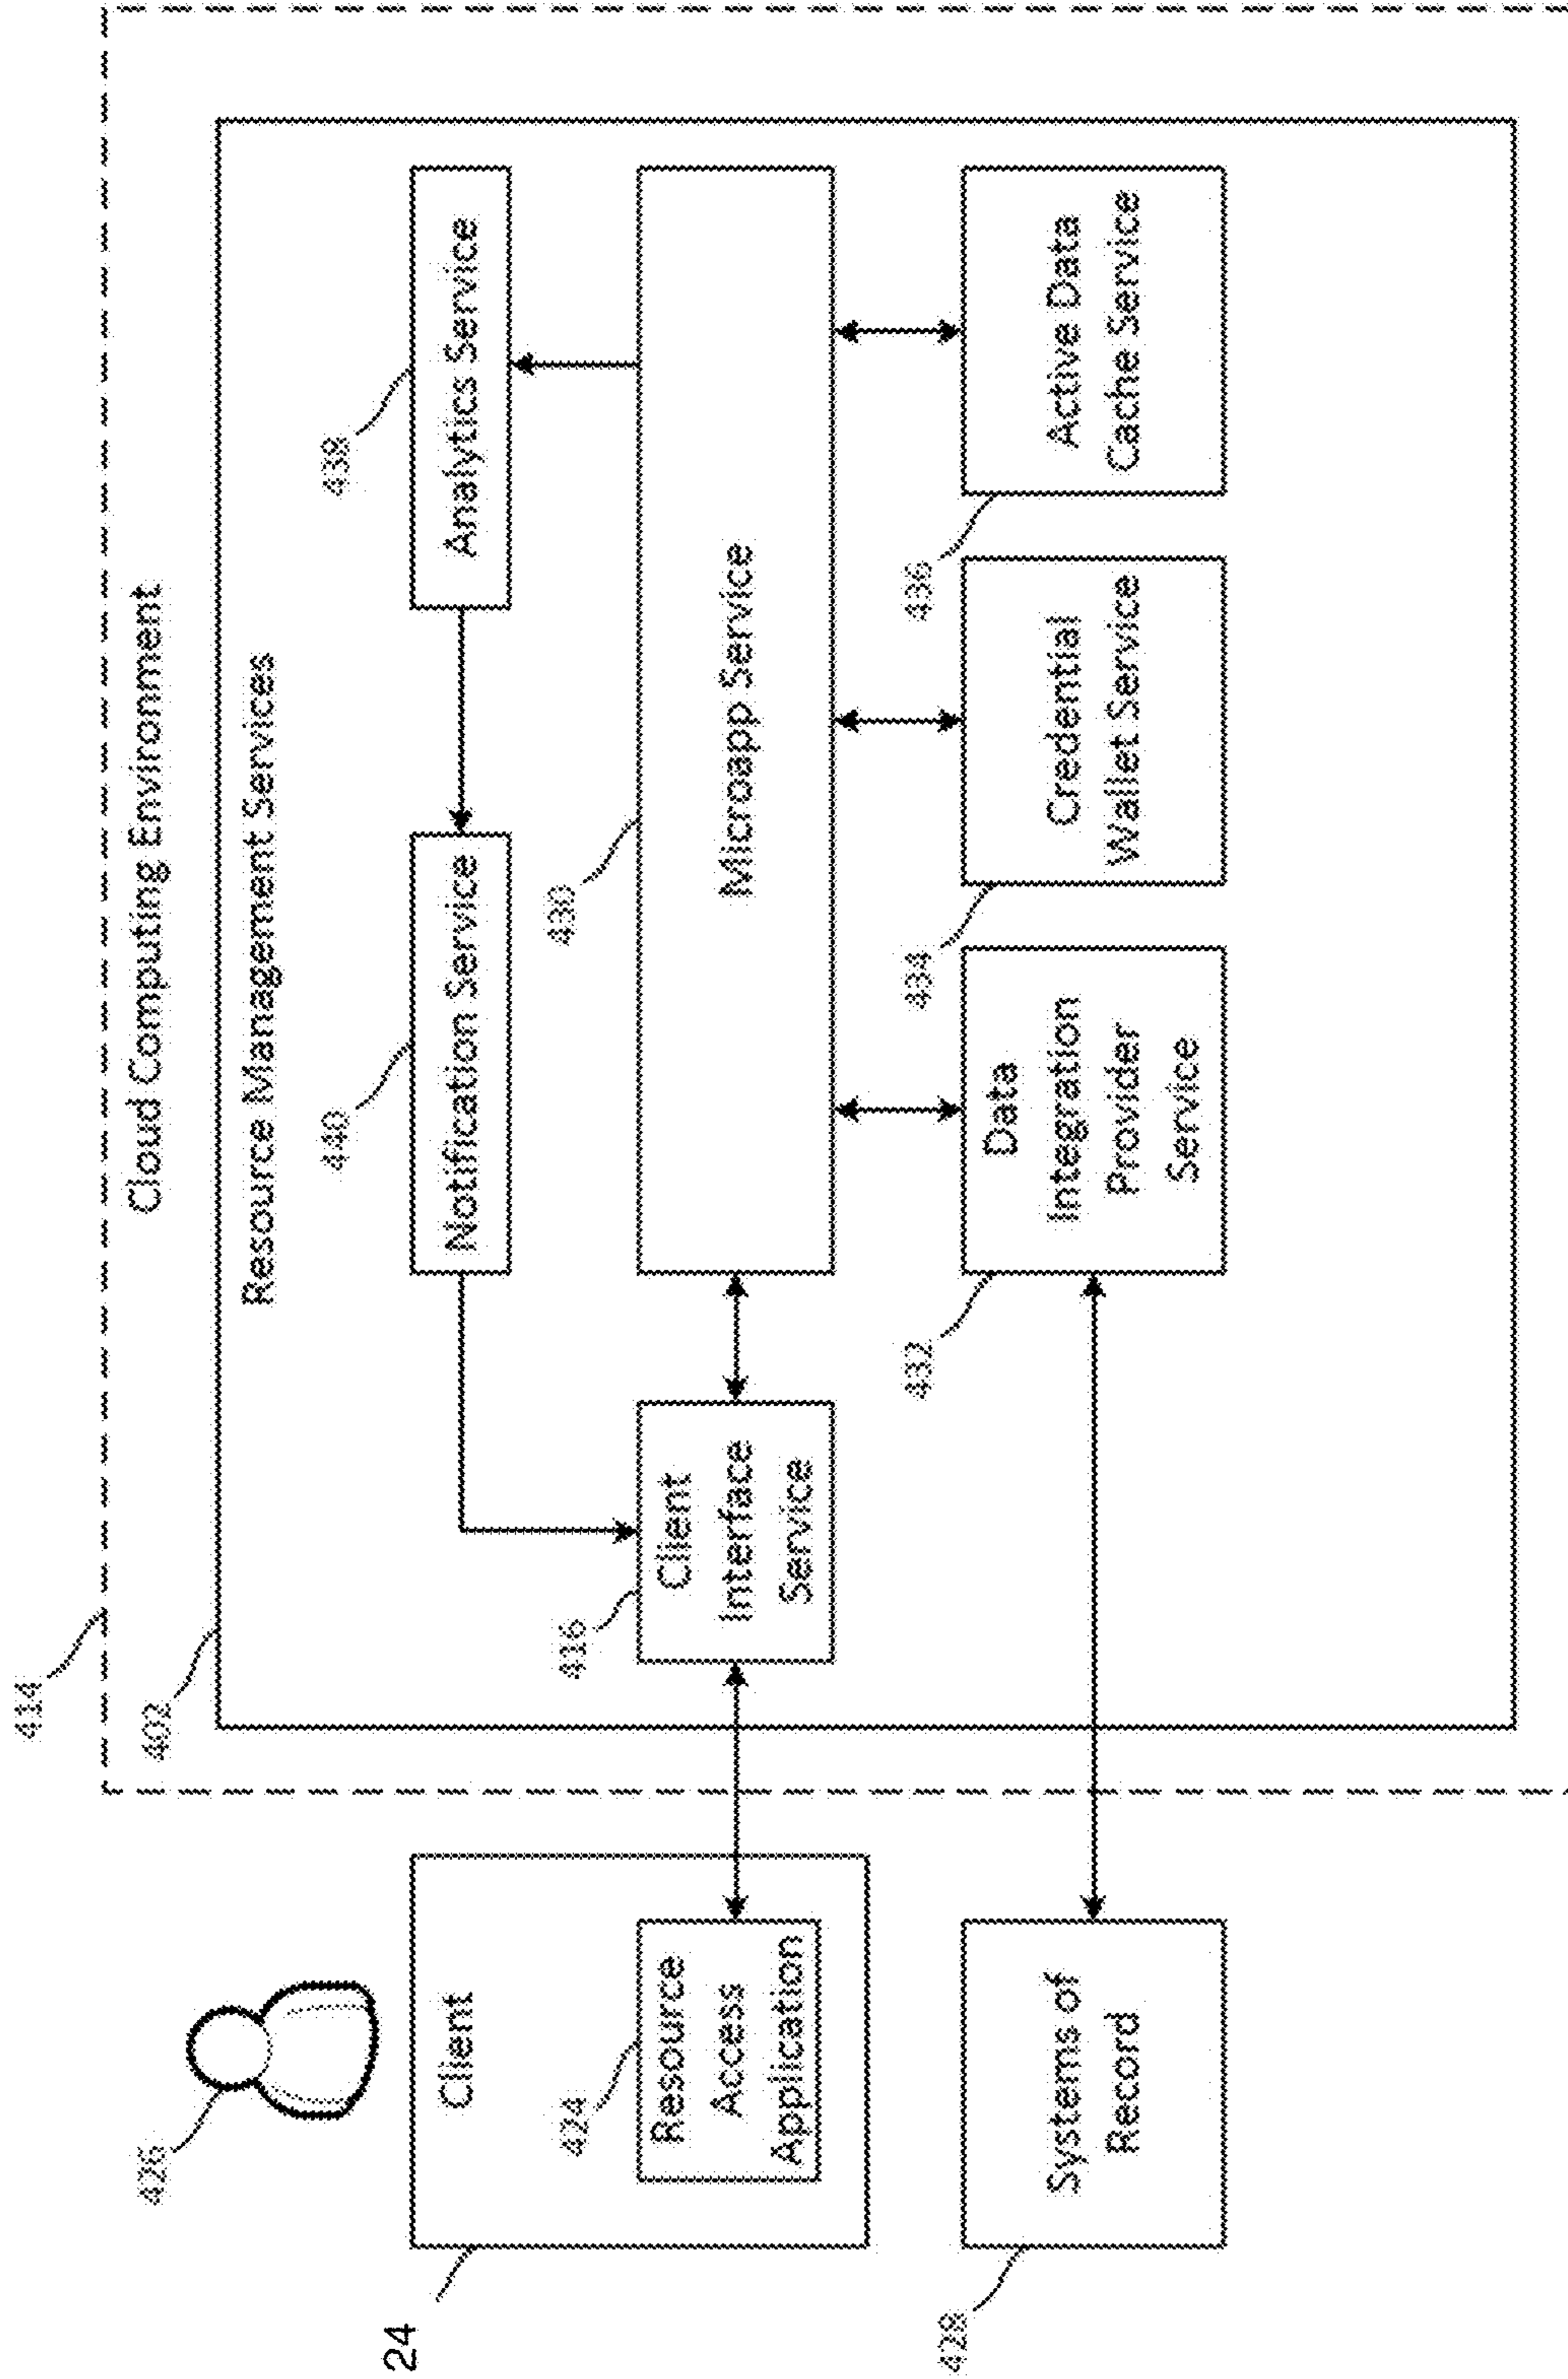 414
Cloud Computing Environment
402
Resource Management Services
426
440
438
24
Client
Notification Service
Analytics Service
424
416
430
Resource
Access
Application
Client
Interface
Service
Microapp Service
428
432
434
436
Systems of
Record
Data
Integration
Provider
Service
Credential
Wallet Service
Active Data
Cache Service